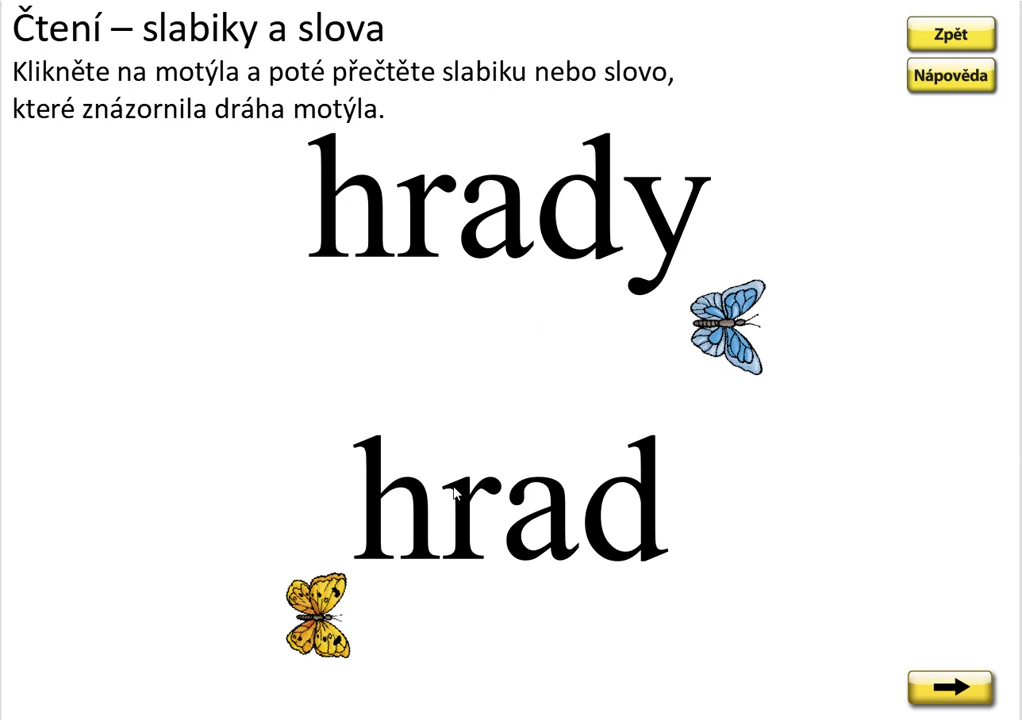 Čtení – slabiky a slova
Zpět
Klikněte na motýla a poté přečtěte slabiku nebo slovo,
Nápověda
které znázornila dráha motýla.
hrady
hrad